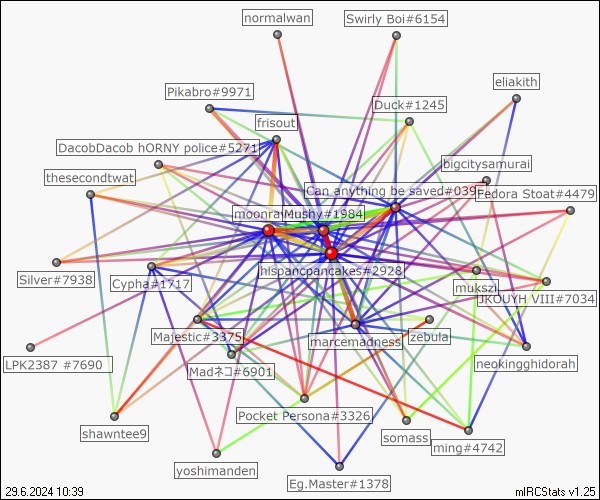 normalwan
Swirly Boi#6154
eliakith
Pikabro#9971
Duck#1245
frisout
DacobDacob hORNY police#5271
bigcitysamurai
thesecondtwat
Can anything be saved#039
Fedora Stoat#4479
moonra
Mushy#1984
hispancpancakes#2928
Silver#7938
Cypha#1717
mukszi
JKOUYH VIII#7034
Majestic#3375
marcemadness
zebula
LPK2387 #7690
Madネコ#6901
neokingghidorah
Pocket Persona#3326
shawntee9
somass
ming#4742
yoshimanden
Eg.Master#1378
29.6.2024 10:39
mIRCStats v1.25